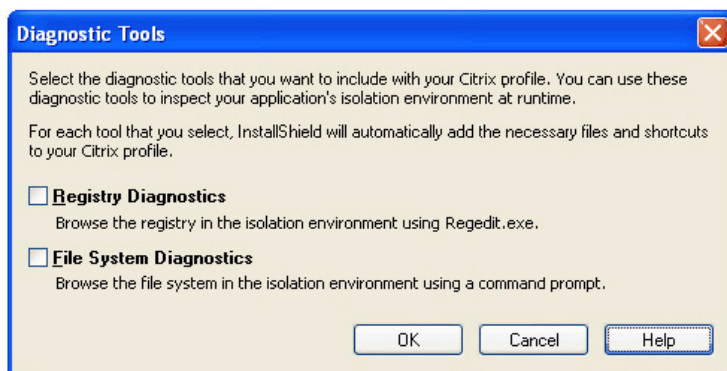 Diagnostic Tools
Select the diagnostic tools that you want to include with your Citrix profile. You can use these
diagnostic tools to inspect your application's isolation environment at runtime.
For each tool that you select, InstallShield will automatically add the necessary files and shortcuts
to your Citrix profile.
Registry Diagnostics
Browse the registry in the isolation environment using Regedit.exe.
File System Diagnostics
Browse the file system in the isolation environment using a command prompt.
OK Cancel Help